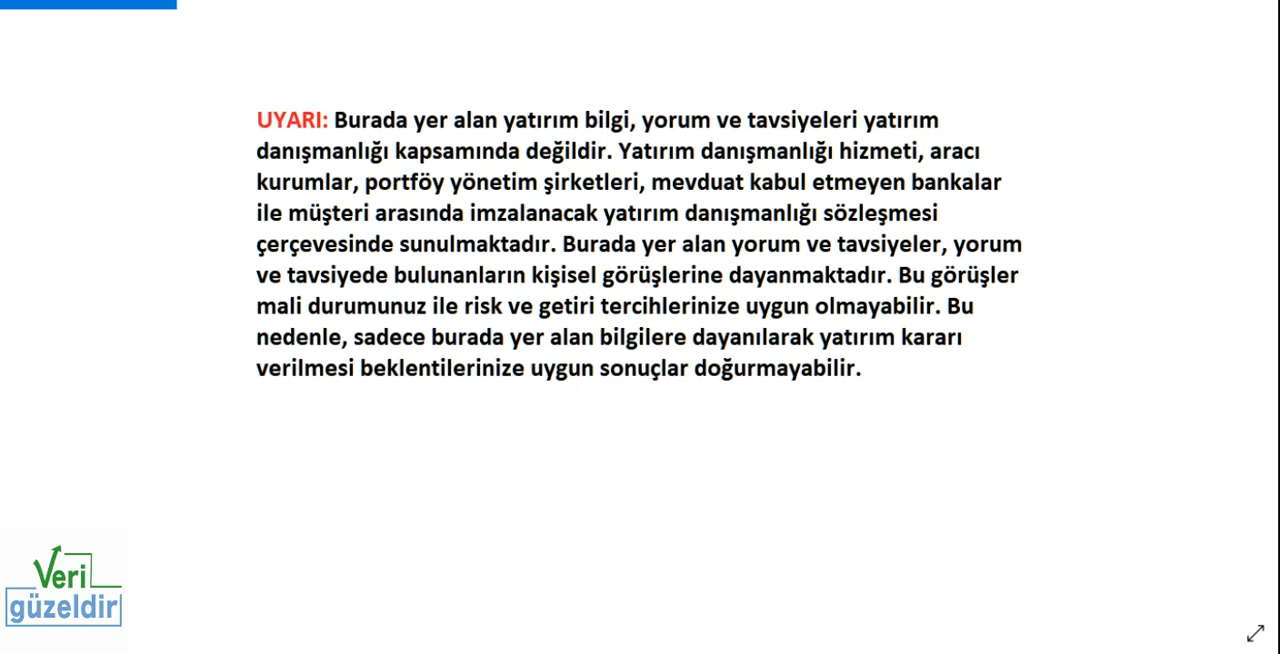 UYARI: Burada yer alan yatırım bilgi, yorum ve tavsiyeleri yatırım
danışmanlığı kapsamında değildir. Yatırım danışmanlığı hizmeti, aracı
kurumlar, portföy yönetim şirketleri, mevduat kabul etmeyen bankalar
ile müşteri arasında imzalanacak yatırım danışmanlığı sözleşmesi
çerçevesinde sunulmaktadır. Burada yer alan yorum ve tavsiyeler, yorum
ve tavsiyede bulunanların kişisel görüşlerine dayanmaktadır. Bu görüşler
mali durumunuz ile risk ve getiri tercihlerinize uygun olmayabilir. Bu
nedenle, sadece burada yer alan bilgilere dayanılarak yatırım kararı
verilmesi beklentilerinize uygun sonuçlar doğurmayabilir.
Veri
güzeldir